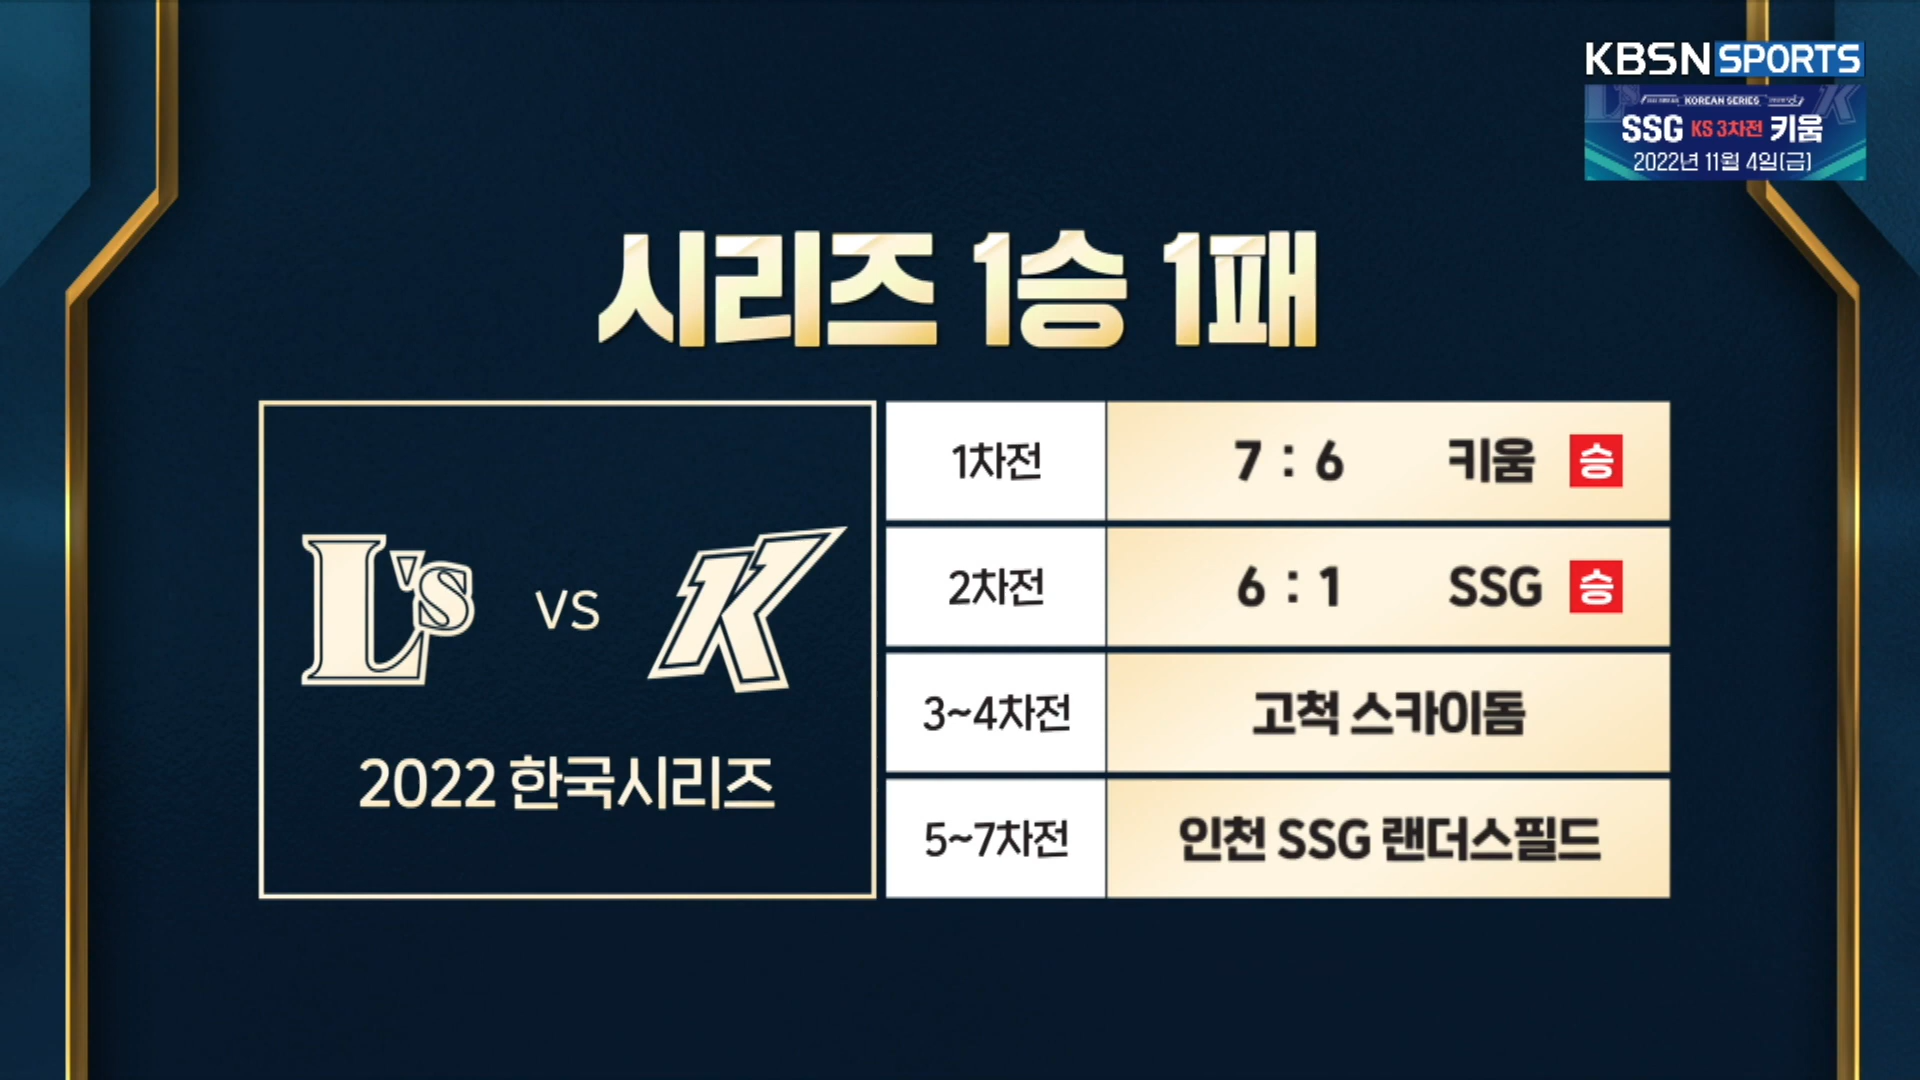 KBSN SPORTS
KOREAN SERIES
SSG KS 3차전 키움
2022년 11월 4일(금)
시리즈 1승 1패
L's VS K
2022 한국시리즈
1차전 7 : 6 키움 승
2차전 6 : 1 SSG 승
3~4차전 고척 스카이돔
5~7차전 인천 SSG 랜더스필드